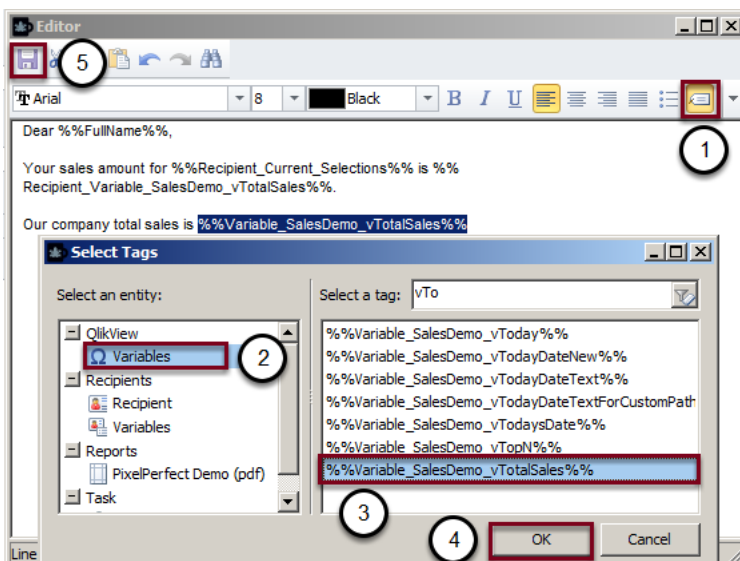 Editor
5
Arial 8 Black B I U
1
Dear %%FullName%%,
Your sales amount for %%Recipient_Current_Selections%% is %%
Recipient_Variable_SalesDemo_vTotalSales%%.
Our company total sales is %%Variable_SalesDemo_vTotalSales%%
Select Tags
Select an entity:
Select a tag: vTo
QlikView
Ω Variables
2
Recipients
Recipient
Variables
Reports
PixelPerfect Demo (pdf)
Task
%%Variable_SalesDemo_vToday%%
%%Variable_SalesDemo_vTodayDateNew%%
%%Variable_SalesDemo_vTodayDateText%%
%%Variable_SalesDemo_vTodayDateTextForCustomPath
%%Variable_SalesDemo_vTodaysDate%%
%%Variable_SalesDemo_vTopN%%
%%Variable_SalesDemo_vTotalSales%%
3
4
OK Cancel
Line